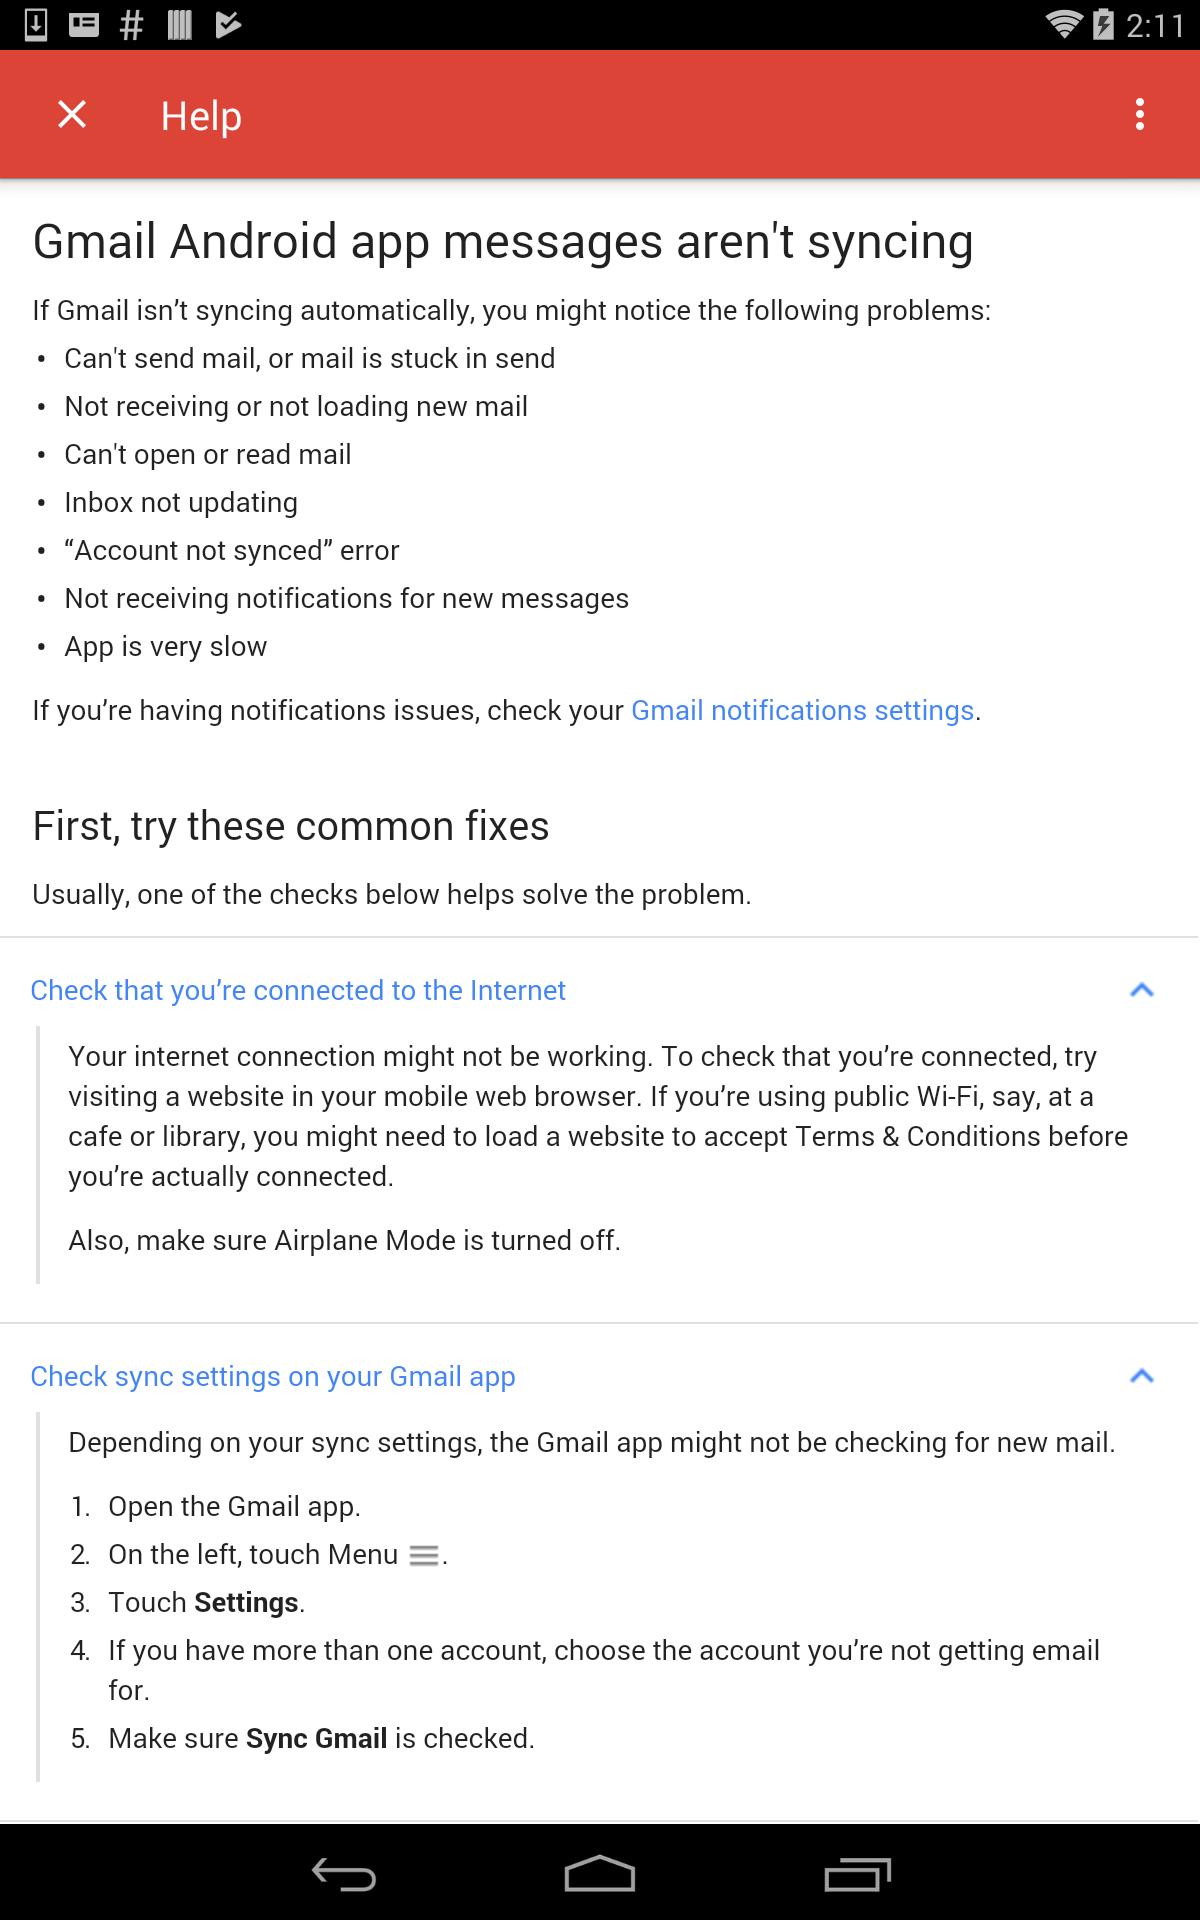 2:11
Help
Gmail Android app messages aren't syncing
If Gmail isn’t syncing automatically, you might notice the following problems:
• Can't send mail, or mail is stuck in send
• Not receiving or not loading new mail
• Can't open or read mail
• Inbox not updating
• “Account not synced” error
• Not receiving notifications for new messages
• App is very slow
If you’re having notifications issues, check your Gmail notifications settings.
First, try these common fixes
Usually, one of the checks below helps solve the problem.
Check that you’re connected to the Internet
Your internet connection might not be working. To check that you’re connected, try
visiting a website in your mobile web browser. If you’re using public Wi-Fi, say, at a
cafe or library, you might need to load a website to accept Terms & Conditions before
you’re actually connected.
Also, make sure Airplane Mode is turned off.
Check sync settings on your Gmail app
Depending on your sync settings, the Gmail app might not be checking for new mail.
1. Open the Gmail app.
2. On the left, touch Menu .
3. Touch Settings.
4. If you have more than one account, choose the account you’re not getting email
for.
5. Make sure Sync Gmail is checked.